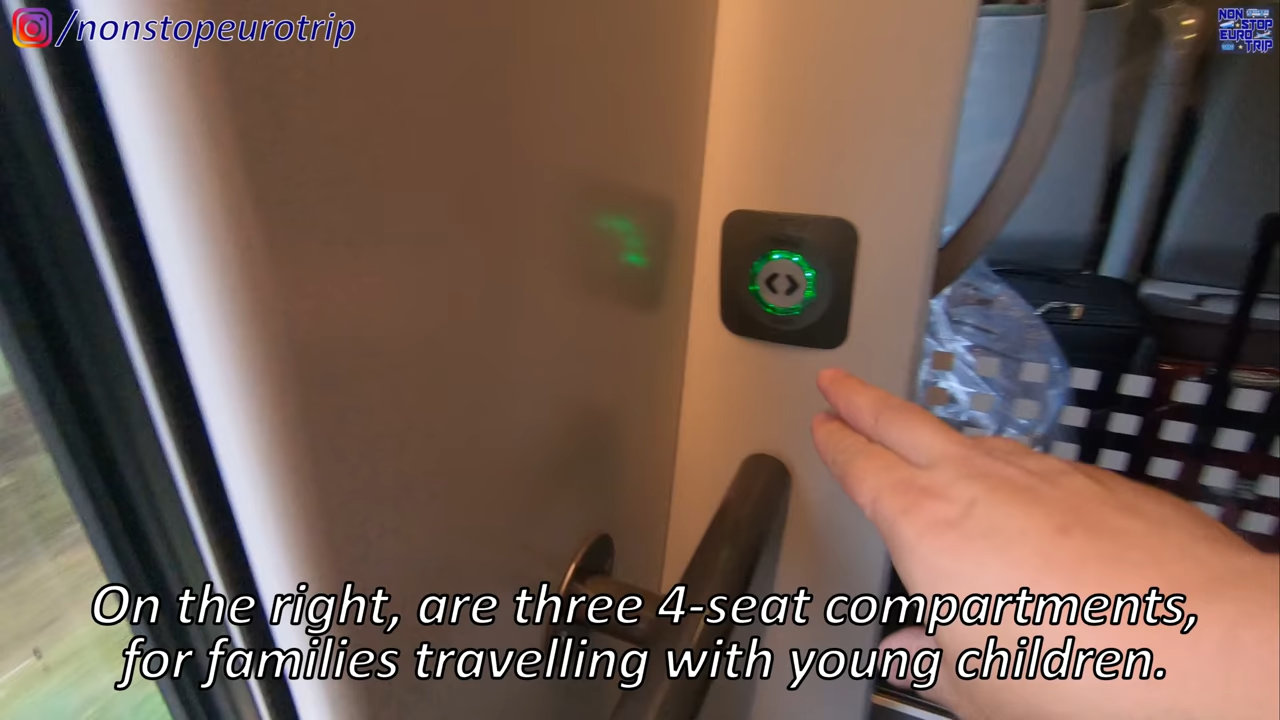 /nonstopeurotrip
NON
STOP
EURO
TRIP
On the right, are three 4-seat compartments,
for families travelling with young children.